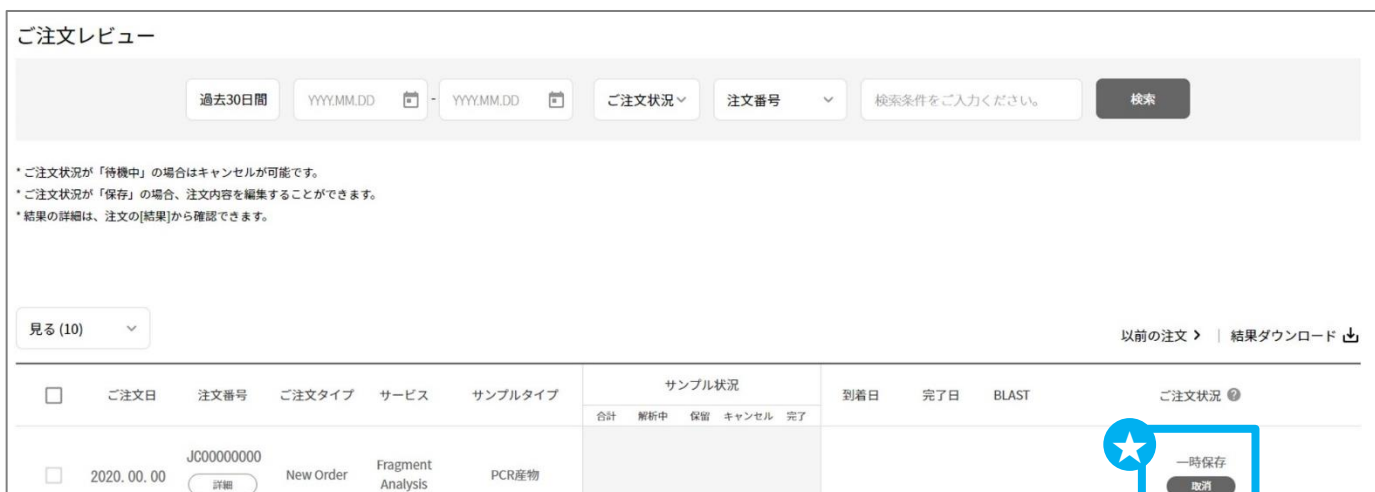 ご注文レビュー
過去30日間 YYYY.MM.DD - YYYY.MM.DD ご注文状況 注文番号 検索条件をご入力ください。 検索
* ご注文状況が「待機中」の場合はキャンセルが可能です。
* ご注文状況が「保存」の場合、注文内容を編集することができます。
* 結果の詳細は、注文の[結果]から確認できます。
見る (10)
以前の注文 > | 結果ダウンロード
ご注文日 注文番号 ご注文タイプ サービス サンプルタイプ サンプル状況 到着日 完了日 BLAST ご注文状況 ?
合計 解析中 保留 キャンセル 完了
2020. 00. 00 JC00000000 New Order Fragment PCR産物 一時保存
詳細 Analysis 取消